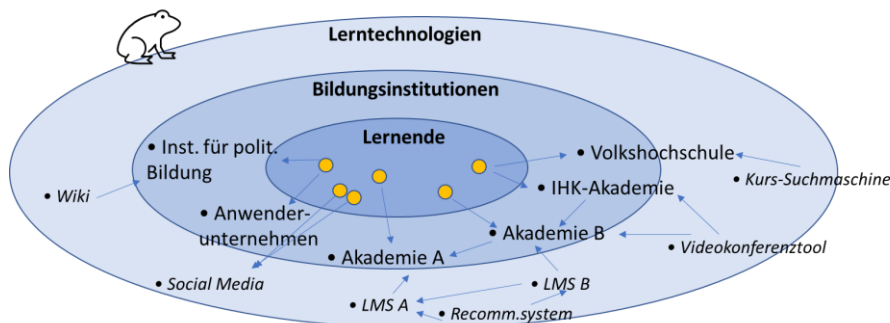 Lerntechnologien
Bildungsinstitutionen
Lernende
• Inst. für polit.
Bildung
• Volkshochschule
• Kurs-Suchmaschine
• Wiki
• IHK-Akademie
• Anwender-
unternehmen
• Akademie B
• Videokonferenztool
• Akademie A
• Social Media
• LMS B
• LMS A
• Recomm.system